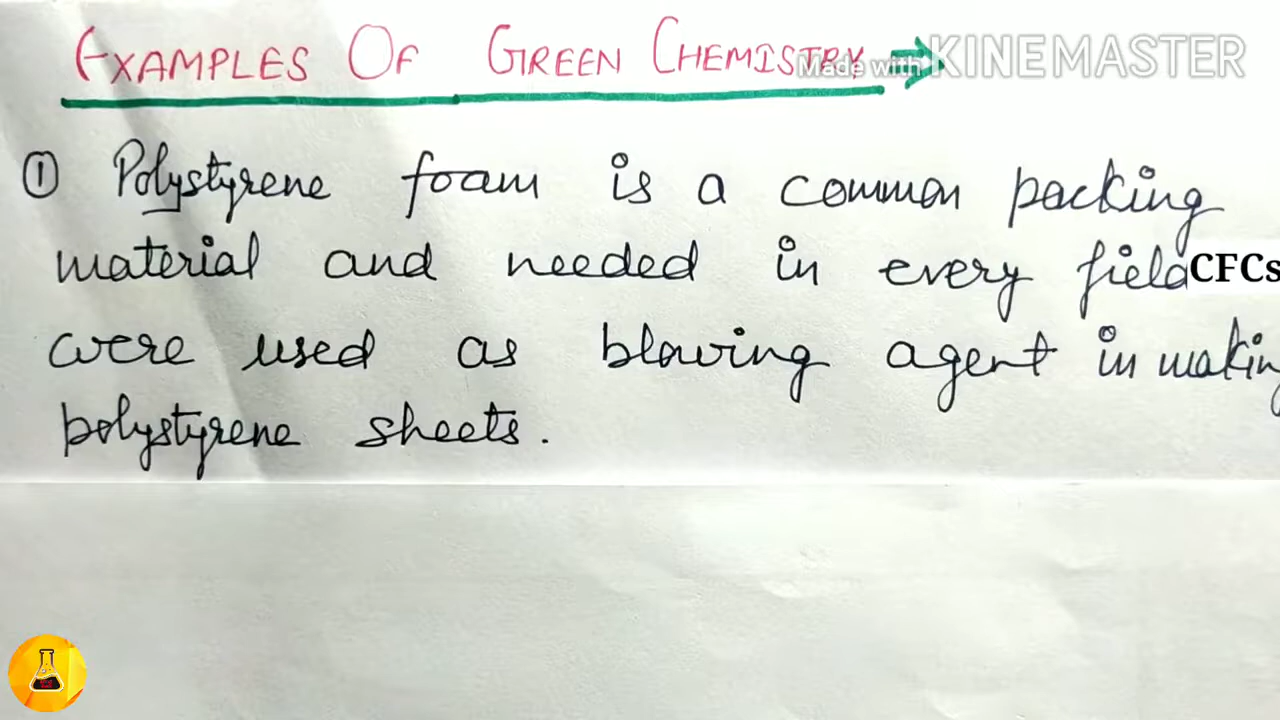 EXAMPLES OF GREEN CHEMISTRY
Made with KINEMASTER
① Polystyrene foam is a common packing
material and needed in every field CFCs
were used as blowing agent in making
polystyrene sheets.